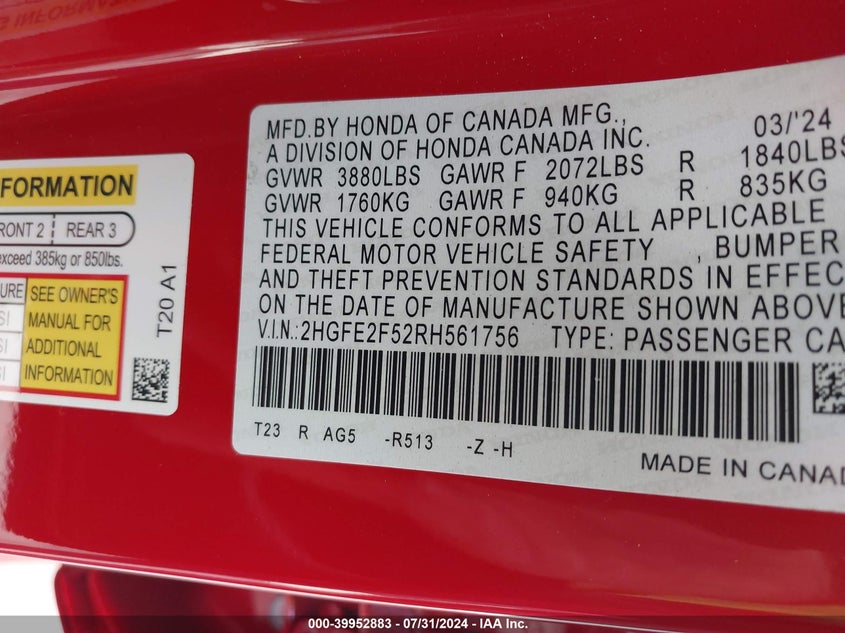 FORMATION
FRONT 2 | REAR 3
exceed 385kg or 850lbs.
SEE OWNER'S
MANUAL FOR
ADDITIONAL
INFORMATION
T20 A1
MFD.BY HONDA OF CANADA MFG., 03/'24
A DIVISION OF HONDA CANADA INC.
GVWR 3880LBS GAWR F 2072LBS R 1840LBS
GVWR 1760KG GAWR F 940KG R 835KG
THIS VEHICLE CONFORMS TO ALL APPLICABLE
FEDERAL MOTOR VEHICLE SAFETY , BUMPER
AND THEFT PREVENTION STANDARDS IN EFFEC
ON THE DATE OF MANUFACTURE SHOWN ABOVE
V.I.N.:2HGFE2F52RH561756 TYPE: PASSENGER CA
T23 R AG5 -R513 -Z -H
MADE IN CANAD
000-39952883 - 07/31/2024 - IAA Inc.